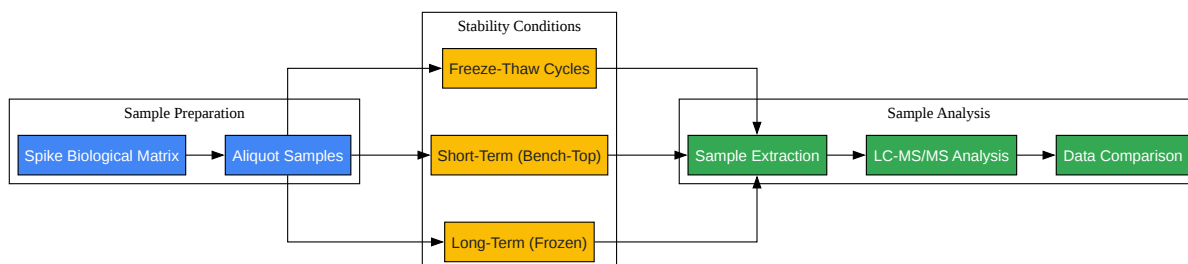 Sample Preparation
Spike Biological Matrix
Aliquot Samples
Stability Conditions
Freeze-Thaw Cycles
Short-Term (Bench-Top)
Long-Term (Frozen)
Sample Analysis
Sample Extraction
LC-MS/MS Analysis
Data Comparison